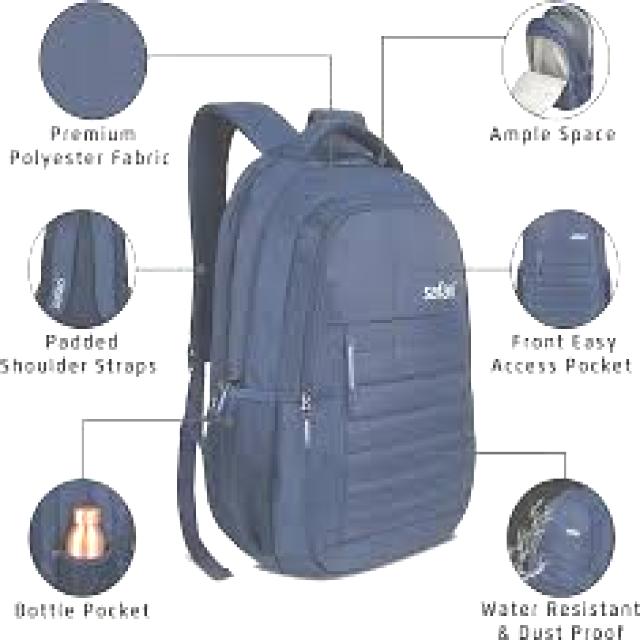 Premium
Polyester Fabric
Ample Space
safari
Padded
Shoulder Straps
Front Easy
Access Pocket
Bottle Pocket
Water Resistant
& Dust Proof